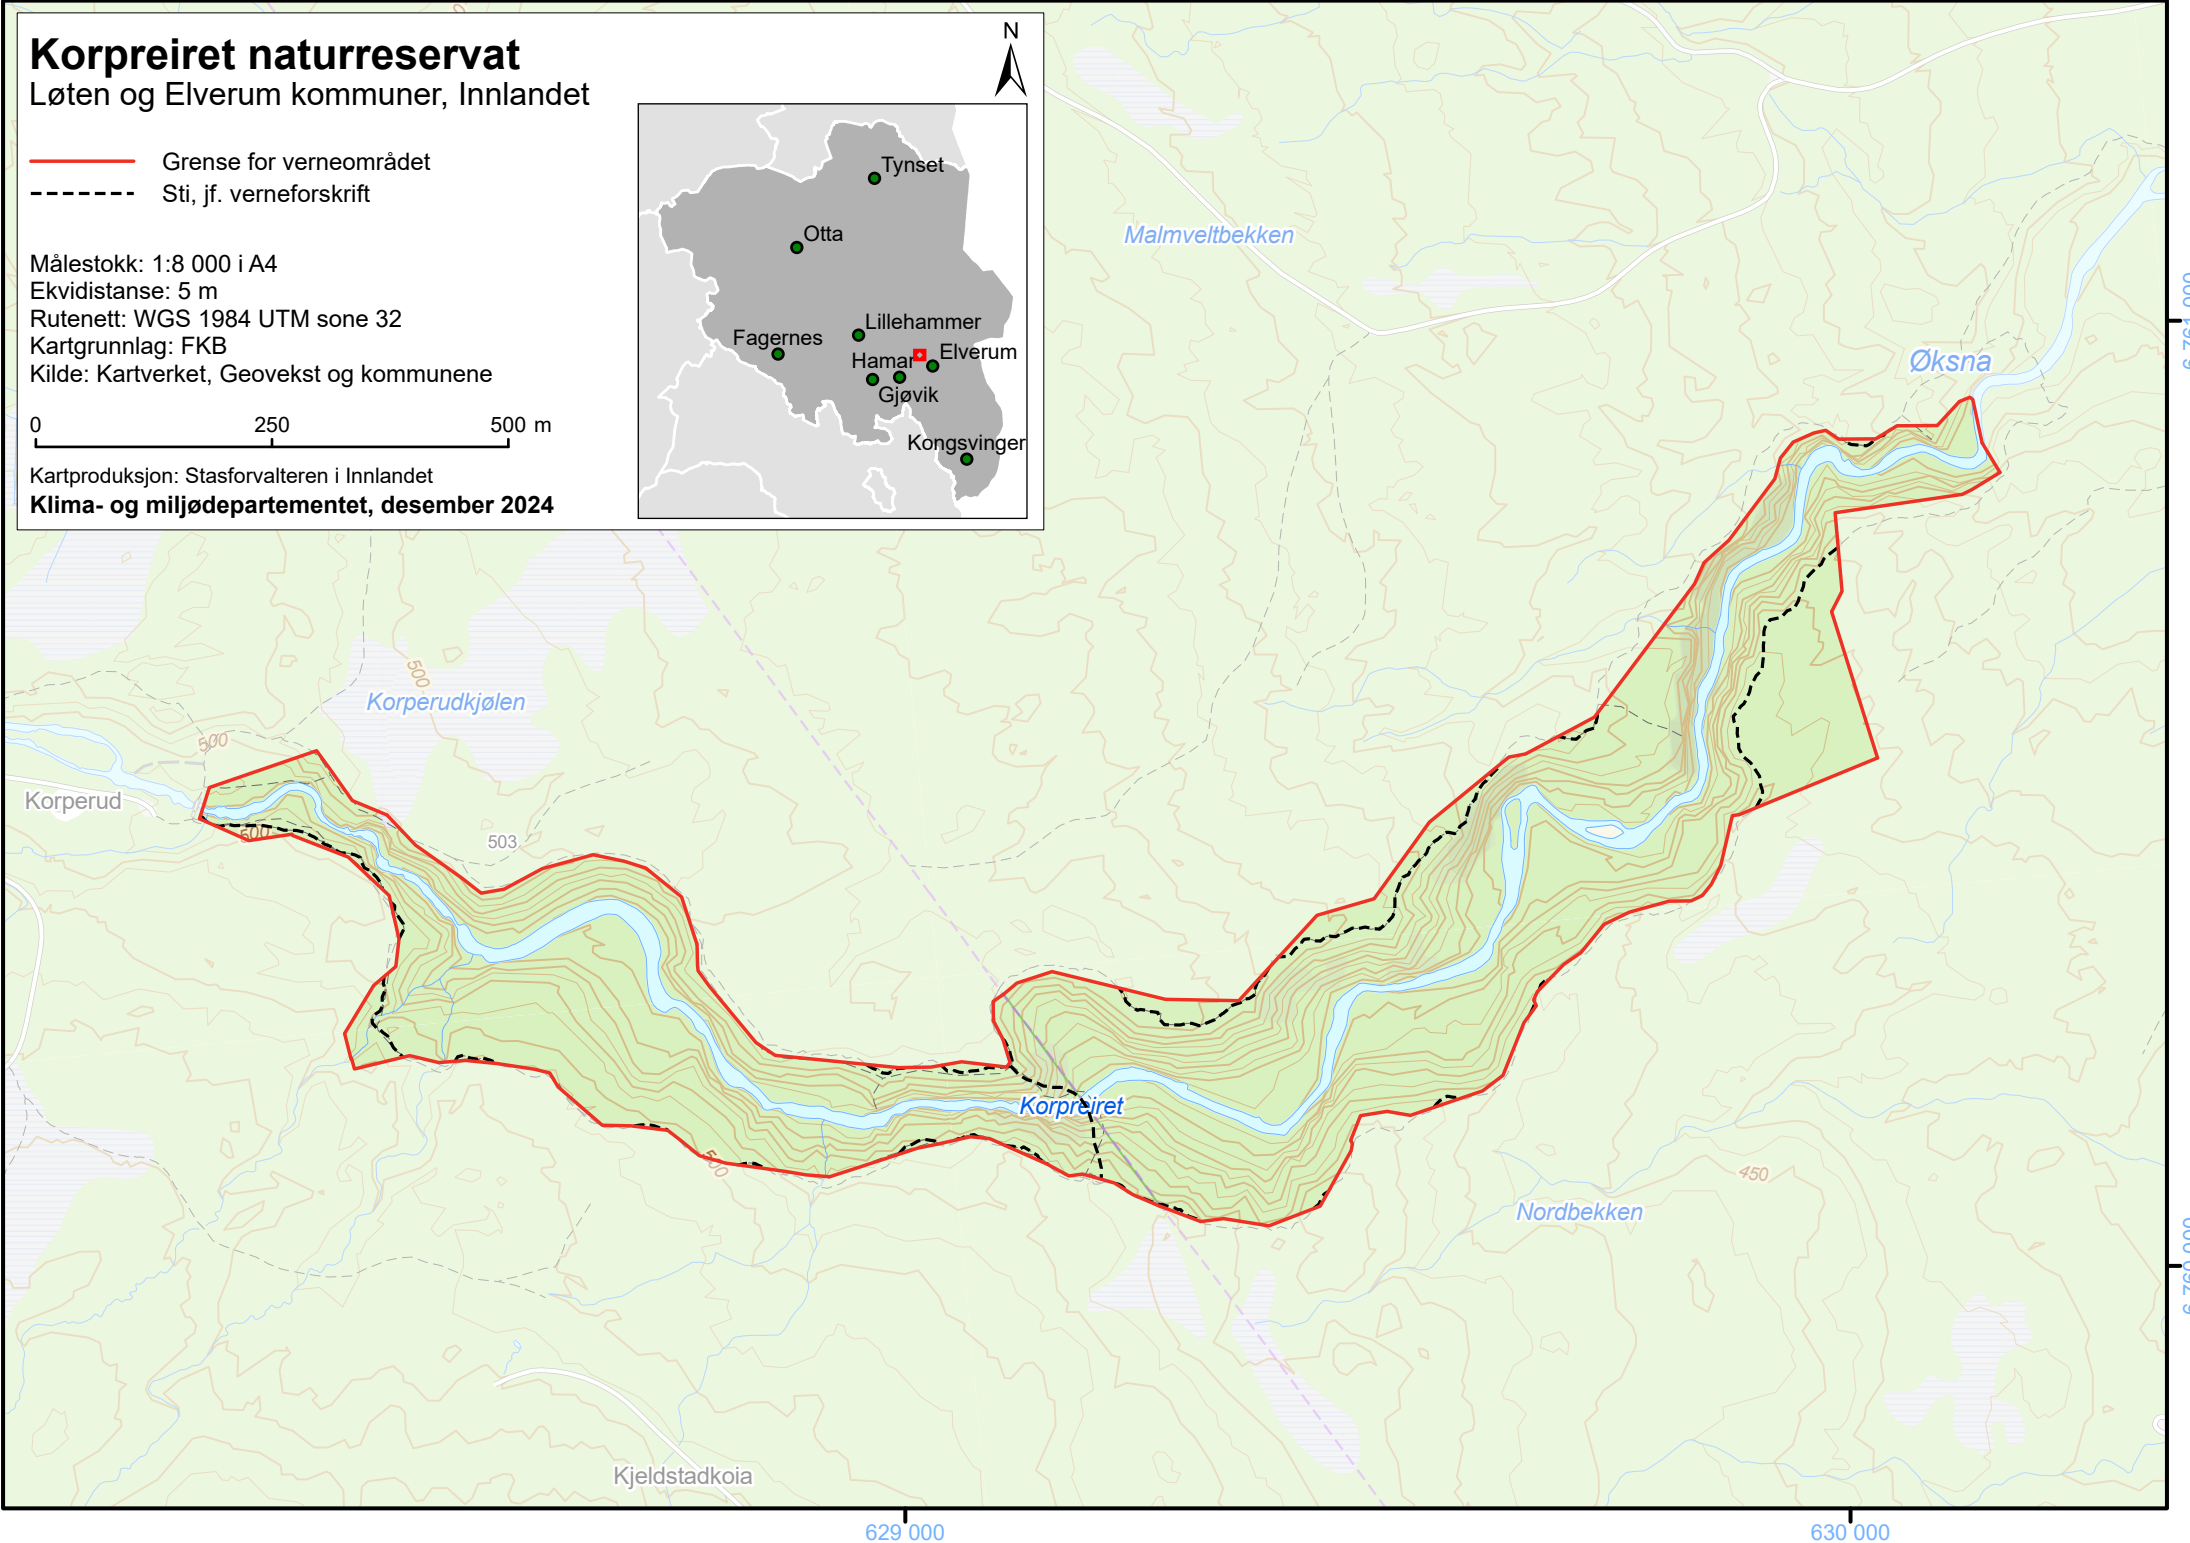 Korpreiret naturreservat
Løten og Elverum kommuner, Innlandet
N
Grense for verneområdet
Sti, jf. verneforskrift
Målestokk: 1:8 000 i A4
Ekvidistanse: 5 m
Rutenett: WGS 1984 UTM sone 32
Kartgrunnlag: FKB
Kilde: Kartverket, Geovekst og kommunene
0 250 500 m
Kartproduksjon: Stasforvalteren i Innlandet
Klima- og miljødepartementet, desember 2024
Tynset
Otta
Lillehammer
Fagernes
Hamar
Elverum
Gjøvik
Kongsvinger
Malmveltbekken
Øksna
Korperudkjølen
500
500
Korperud
500
503
Korpreiret
500
450
Nordbekken
Kjeldstadkoia
629 000
630 000